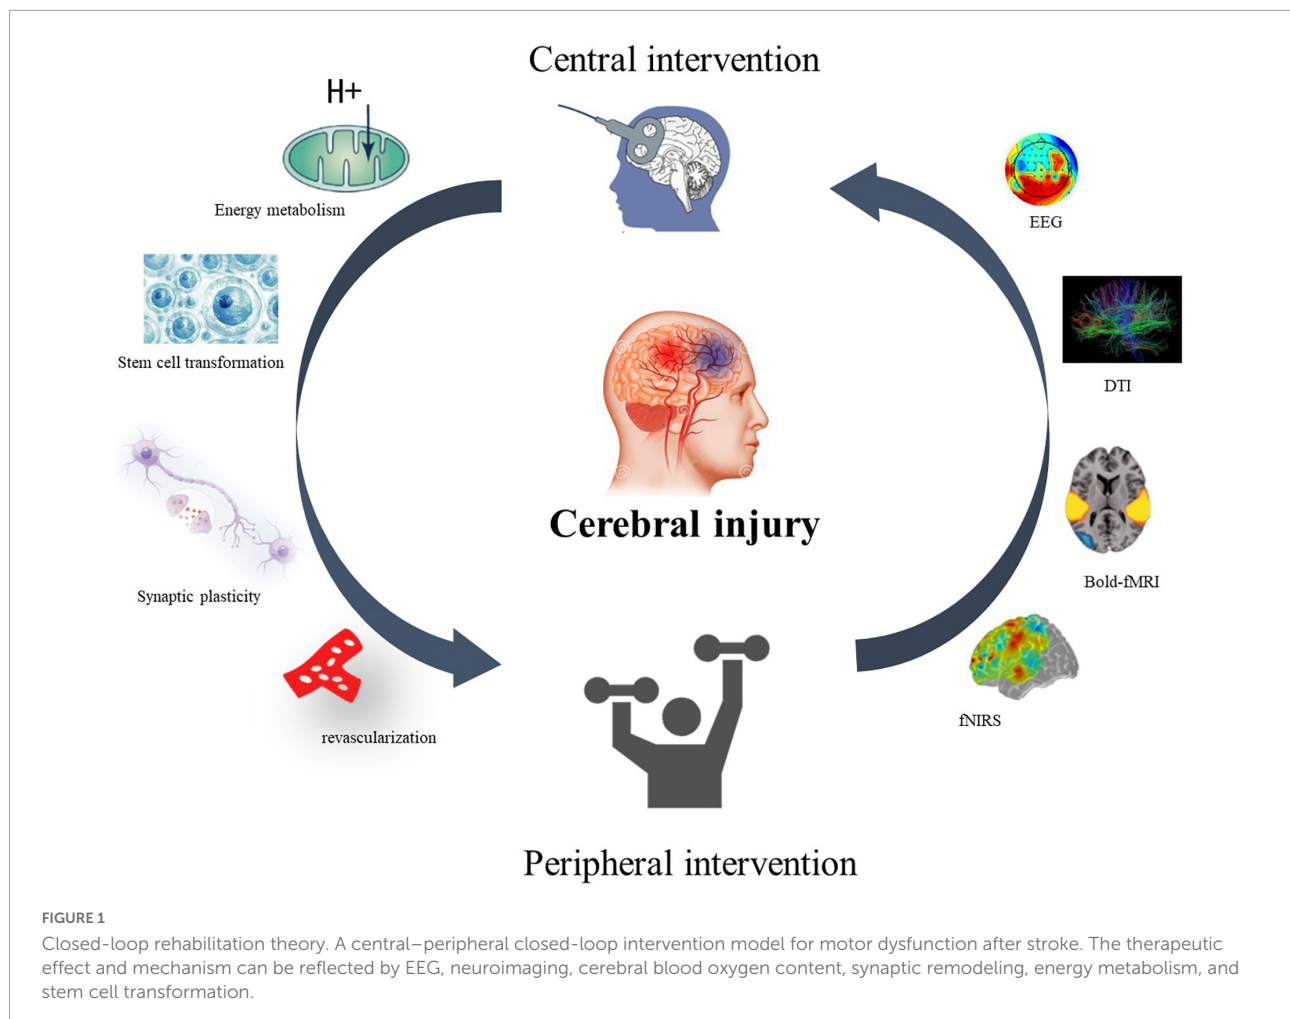 Central intervention
H+
Energy metabolism
EEG
Stem cell transformation
DTI
Cerebral injury
Bold-fMRI
Synaptic plasticity
fNIRS
revascularization
Peripheral intervention
FIGURE 1
Closed-loop rehabilitation theory. A central–peripheral closed-loop intervention model for motor dysfunction after stroke. The therapeutic
effect and mechanism can be reflected by EEG, neuroimaging, cerebral blood oxygen content, synaptic remodeling, energy metabolism, and
stem cell transformation.